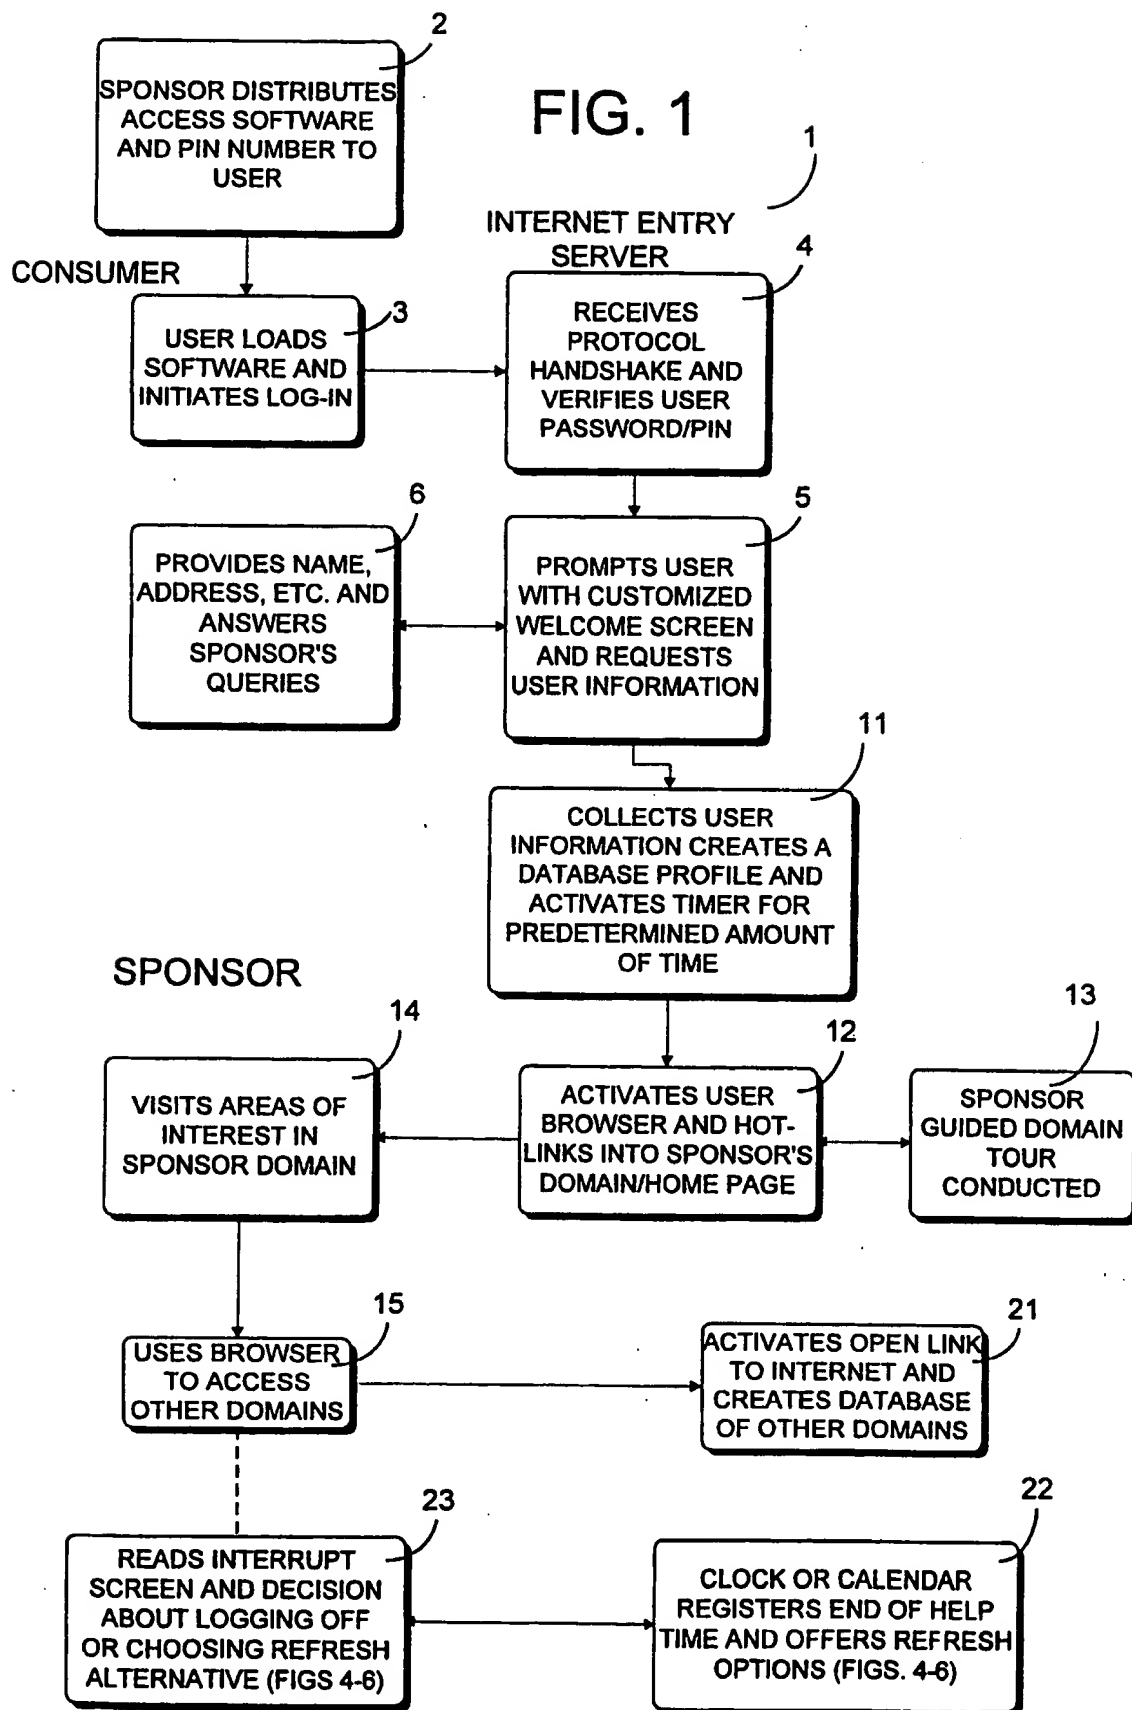 2
SPONSOR DISTRIBUTES
ACCESS SOFTWARE
AND PIN NUMBER TO
USER
FIG. 1
1
INTERNET ENTRY
SERVER
CONSUMER
3
USER LOADS
SOFTWARE AND
INITIATES LOG-IN
4
RECEIVES
PROTOCOL
HANDSHAKE AND
VERIFIES USER
PASSWORD/PIN
6
PROVIDES NAME,
ADDRESS, ETC. AND
ANSWERS
SPONSOR'S
QUERIES
5
PROMPTS USER
WITH CUSTOMIZED
WELCOME SCREEN
AND REQUESTS
USER INFORMATION
11
COLLECTS USER
INFORMATION CREATES A
DATABASE PROFILE AND
ACTIVATES TIMER FOR
PREDETERMINED AMOUNT
OF TIME
SPONSOR
14
VISITS AREAS OF
INTEREST IN
SPONSOR DOMAIN
12
ACTIVATES USER
BROWSER AND HOT-
LINKS INTO SPONSOR'S
DOMAIN/HOME PAGE
13
SPONSOR
GUIDED DOMAIN
TOUR
CONDUCTED
15
USES BROWSER
TO ACCESS
OTHER DOMAINS
21
ACTIVATES OPEN LINK
TO INTERNET AND
CREATES DATABASE
OF OTHER DOMAINS
23
READS INTERRUPT
SCREEN AND DECISION
ABOUT LOGGING OFF
OR CHOOSING REFRESH
ALTERNATIVE (FIGS 4-6)
22
CLOCK OR CALENDAR
REGISTERS END OF HELP
TIME AND OFFERS REFRESH
OPTIONS (FIGS. 4-6)